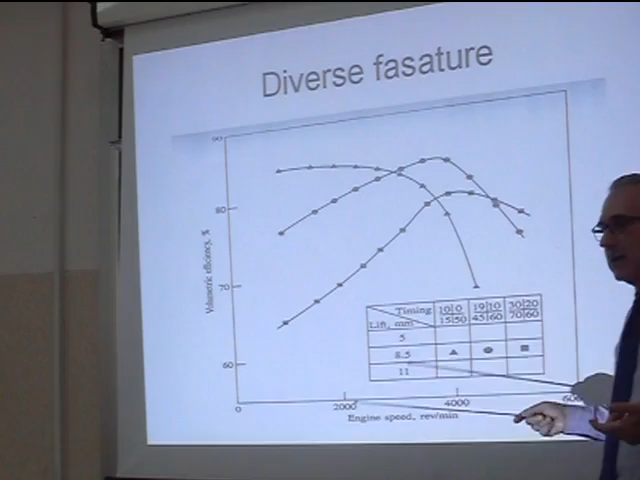 Diverse fasature
90
80
70
60
Volumetric efficiency, %
Timing
Lift, mm
10|0 19|10 30|20
15|50 45|60 70|60
5
8.5
11
0 2000 4000
Engine speed, rev/min